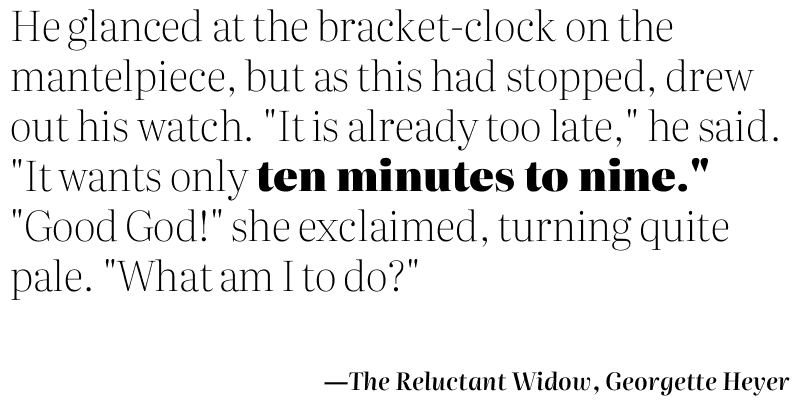 He glanced at the bracket-clock on the
mantelpiece, but as this had stopped, drew
out his watch. "It is already too late," he said.
"It wants only ten minutes to nine."
"Good God!" she exclaimed, turning quite
pale. "What am I to do?"
—The Reluctant Widow, Georgette Heyer